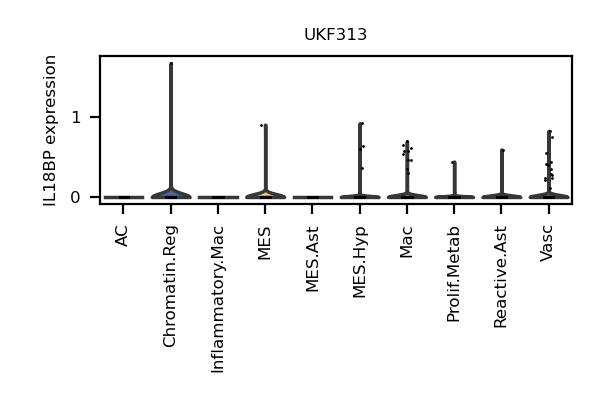 UKF313
IL18BP expression
1
0
AC
Chromatin.Reg
Inflammatory.Mac
MES
MES.Ast
MES.Hyp
Mac
Prolif.Metab
Reactive.Ast
Vasc